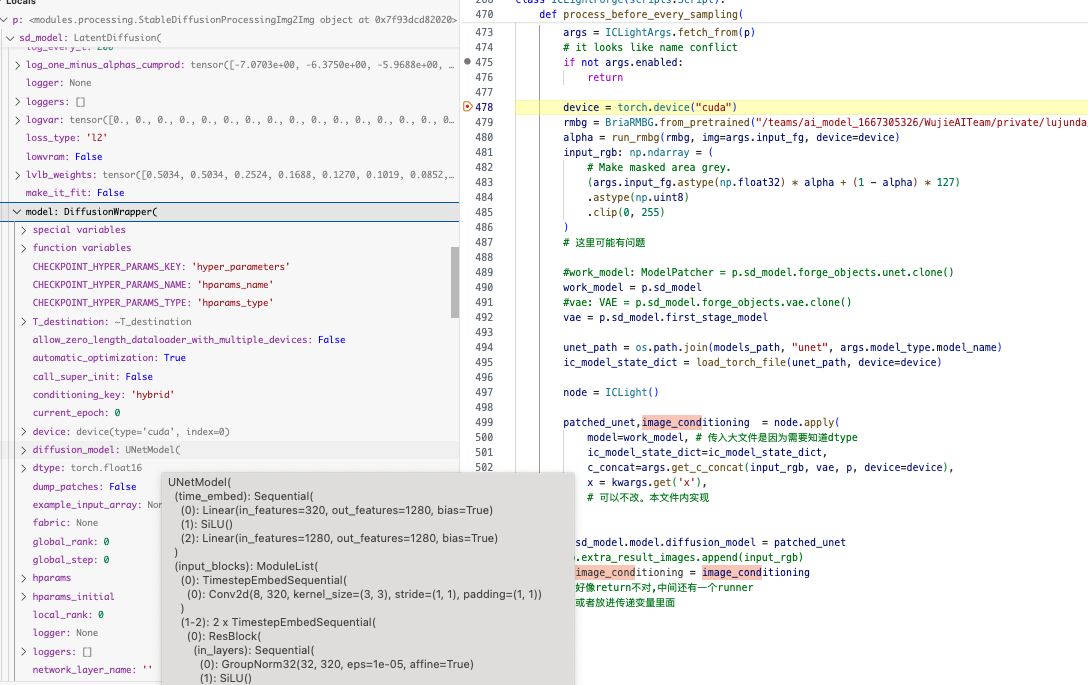 Locals
p: <modules.processing.StableDiffusionProcessingImg2Img object at 0x7f93dcd82020>
sd_model: LatentDiffusion(
log_every_t: 200
log_one_minus_alphas_cumprod: tensor([-7.0703e+00, -6.3750e+00, -5.9688e+00, …
logger: None
loggers: []
logvar: tensor([0., 0., 0., 0., 0., 0., 0., 0., 0., 0., 0., 0., 0., 0., 0., 0…
loss_type: 'l2'
lowvram: False
lvlb_weights: tensor([0.5034, 0.5034, 0.2524, 0.1688, 0.1270, 0.1019, 0.0852,…
make_it_fit: False
model: DiffusionWrapper(
special variables
function variables
CHECKPOINT_HYPER_PARAMS_KEY: 'hyper_parameters'
CHECKPOINT_HYPER_PARAMS_NAME: 'hparams_name'
CHECKPOINT_HYPER_PARAMS_TYPE: 'hparams_type'
T_destination: ~T_destination
allow_zero_length_dataloader_with_multiple_devices: False
automatic_optimization: True
call_super_init: False
conditioning_key: 'hybrid'
current_epoch: 0
device: device(type='cuda', index=0)
diffusion_model: UNetModel(
dtype: torch.float16
dump_patches: False
example_input_array: Non
fabric: None
global_rank: 0
global_step: 0
hparams
hparams_initial
local_rank: 0
logger: None
loggers: []
network_layer_name: ''
UNetModel(
(time_embed): Sequential(
(0): Linear(in_features=320, out_features=1280, bias=True)
(1): SiLU()
(2): Linear(in_features=1280, out_features=1280, bias=True)
)
(input_blocks): ModuleList(
(0): TimestepEmbedSequential(
(0): Conv2d(8, 320, kernel_size=(3, 3), stride=(1, 1), padding=(1, 1))
)
(1-2): 2 x TimestepEmbedSequential(
(0): ResBlock(
(in_layers): Sequential(
(0): GroupNorm32(32, 320, eps=1e-05, affine=True)
(1): SiLU()
class ICLightForge(scripts.Script):
470 def process_before_every_sampling(
473 args = ICLightArgs.fetch_from(p)
474 # it looks like name conflict
475 if not args.enabled:
476 return
477
478 device = torch.device("cuda")
479 rmbg = BriaRMBG.from_pretrained("/teams/ai_model_1667305326/WujieAITeam/private/lujunda
480 alpha = run_rmbg(rmbg, img=args.input_fg, device=device)
481 input_rgb: np.ndarray = (
482 # Make masked area grey.
483 (args.input_fg.astype(np.float32) * alpha + (1 - alpha) * 127)
484 .astype(np.uint8)
485 .clip(0, 255)
486 )
487 # 这里可能有问题
488
489 #work_model: ModelPatcher = p.sd_model.forge_objects.unet.clone()
490 work_model = p.sd_model
491 #vae: VAE = p.sd_model.forge_objects.vae.clone()
492 vae = p.sd_model.first_stage_model
493
494 unet_path = os.path.join(models_path, "unet", args.model_type.model_name)
495 ic_model_state_dict = load_torch_file(unet_path, device=device)
496
497 node = ICLight()
498
499 patched_unet,image_conditioning = node.apply(
500 model=work_model, # 传入大文件是因为需要知道dtype
501 ic_model_state_dict=ic_model_state_dict,
502 c_concat=args.get_c_concat(input_rgb, vae, p, device=device),
x = kwargs.get('x'),
# 可以不改。本文件内实现
sd_model.model.diffusion_model = patched_unet
.extra_result_images.append(input_rgb)
image_conditioning = image_conditioning
好像return不对,中间还有一个runner
或者放进传递变量里面